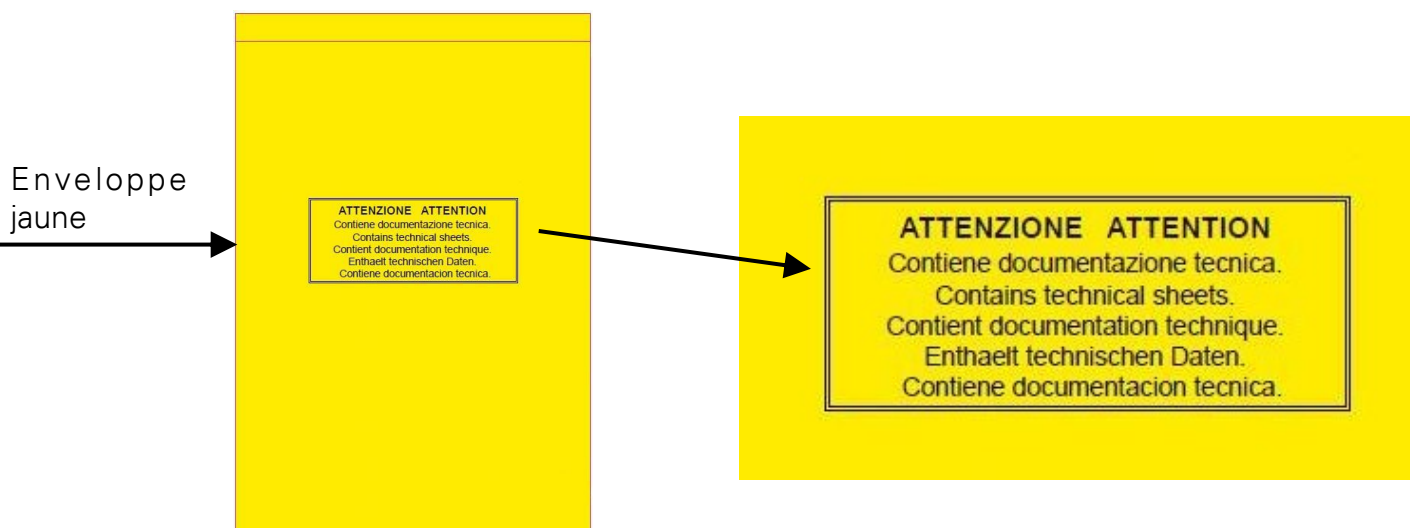 Enveloppe
jaune
ATTENZIONE ATTENTION
Contiene documentazione tecnica.
Contains technical sheets.
Contient documentation technique.
Enthaelt technischen Daten.
Contiene documentacion tecnica.
ATTENZIONE ATTENTION
Contiene documentazione tecnica.
Contains technical sheets.
Contient documentation technique.
Enthaelt technischen Daten.
Contiene documentacion tecnica.